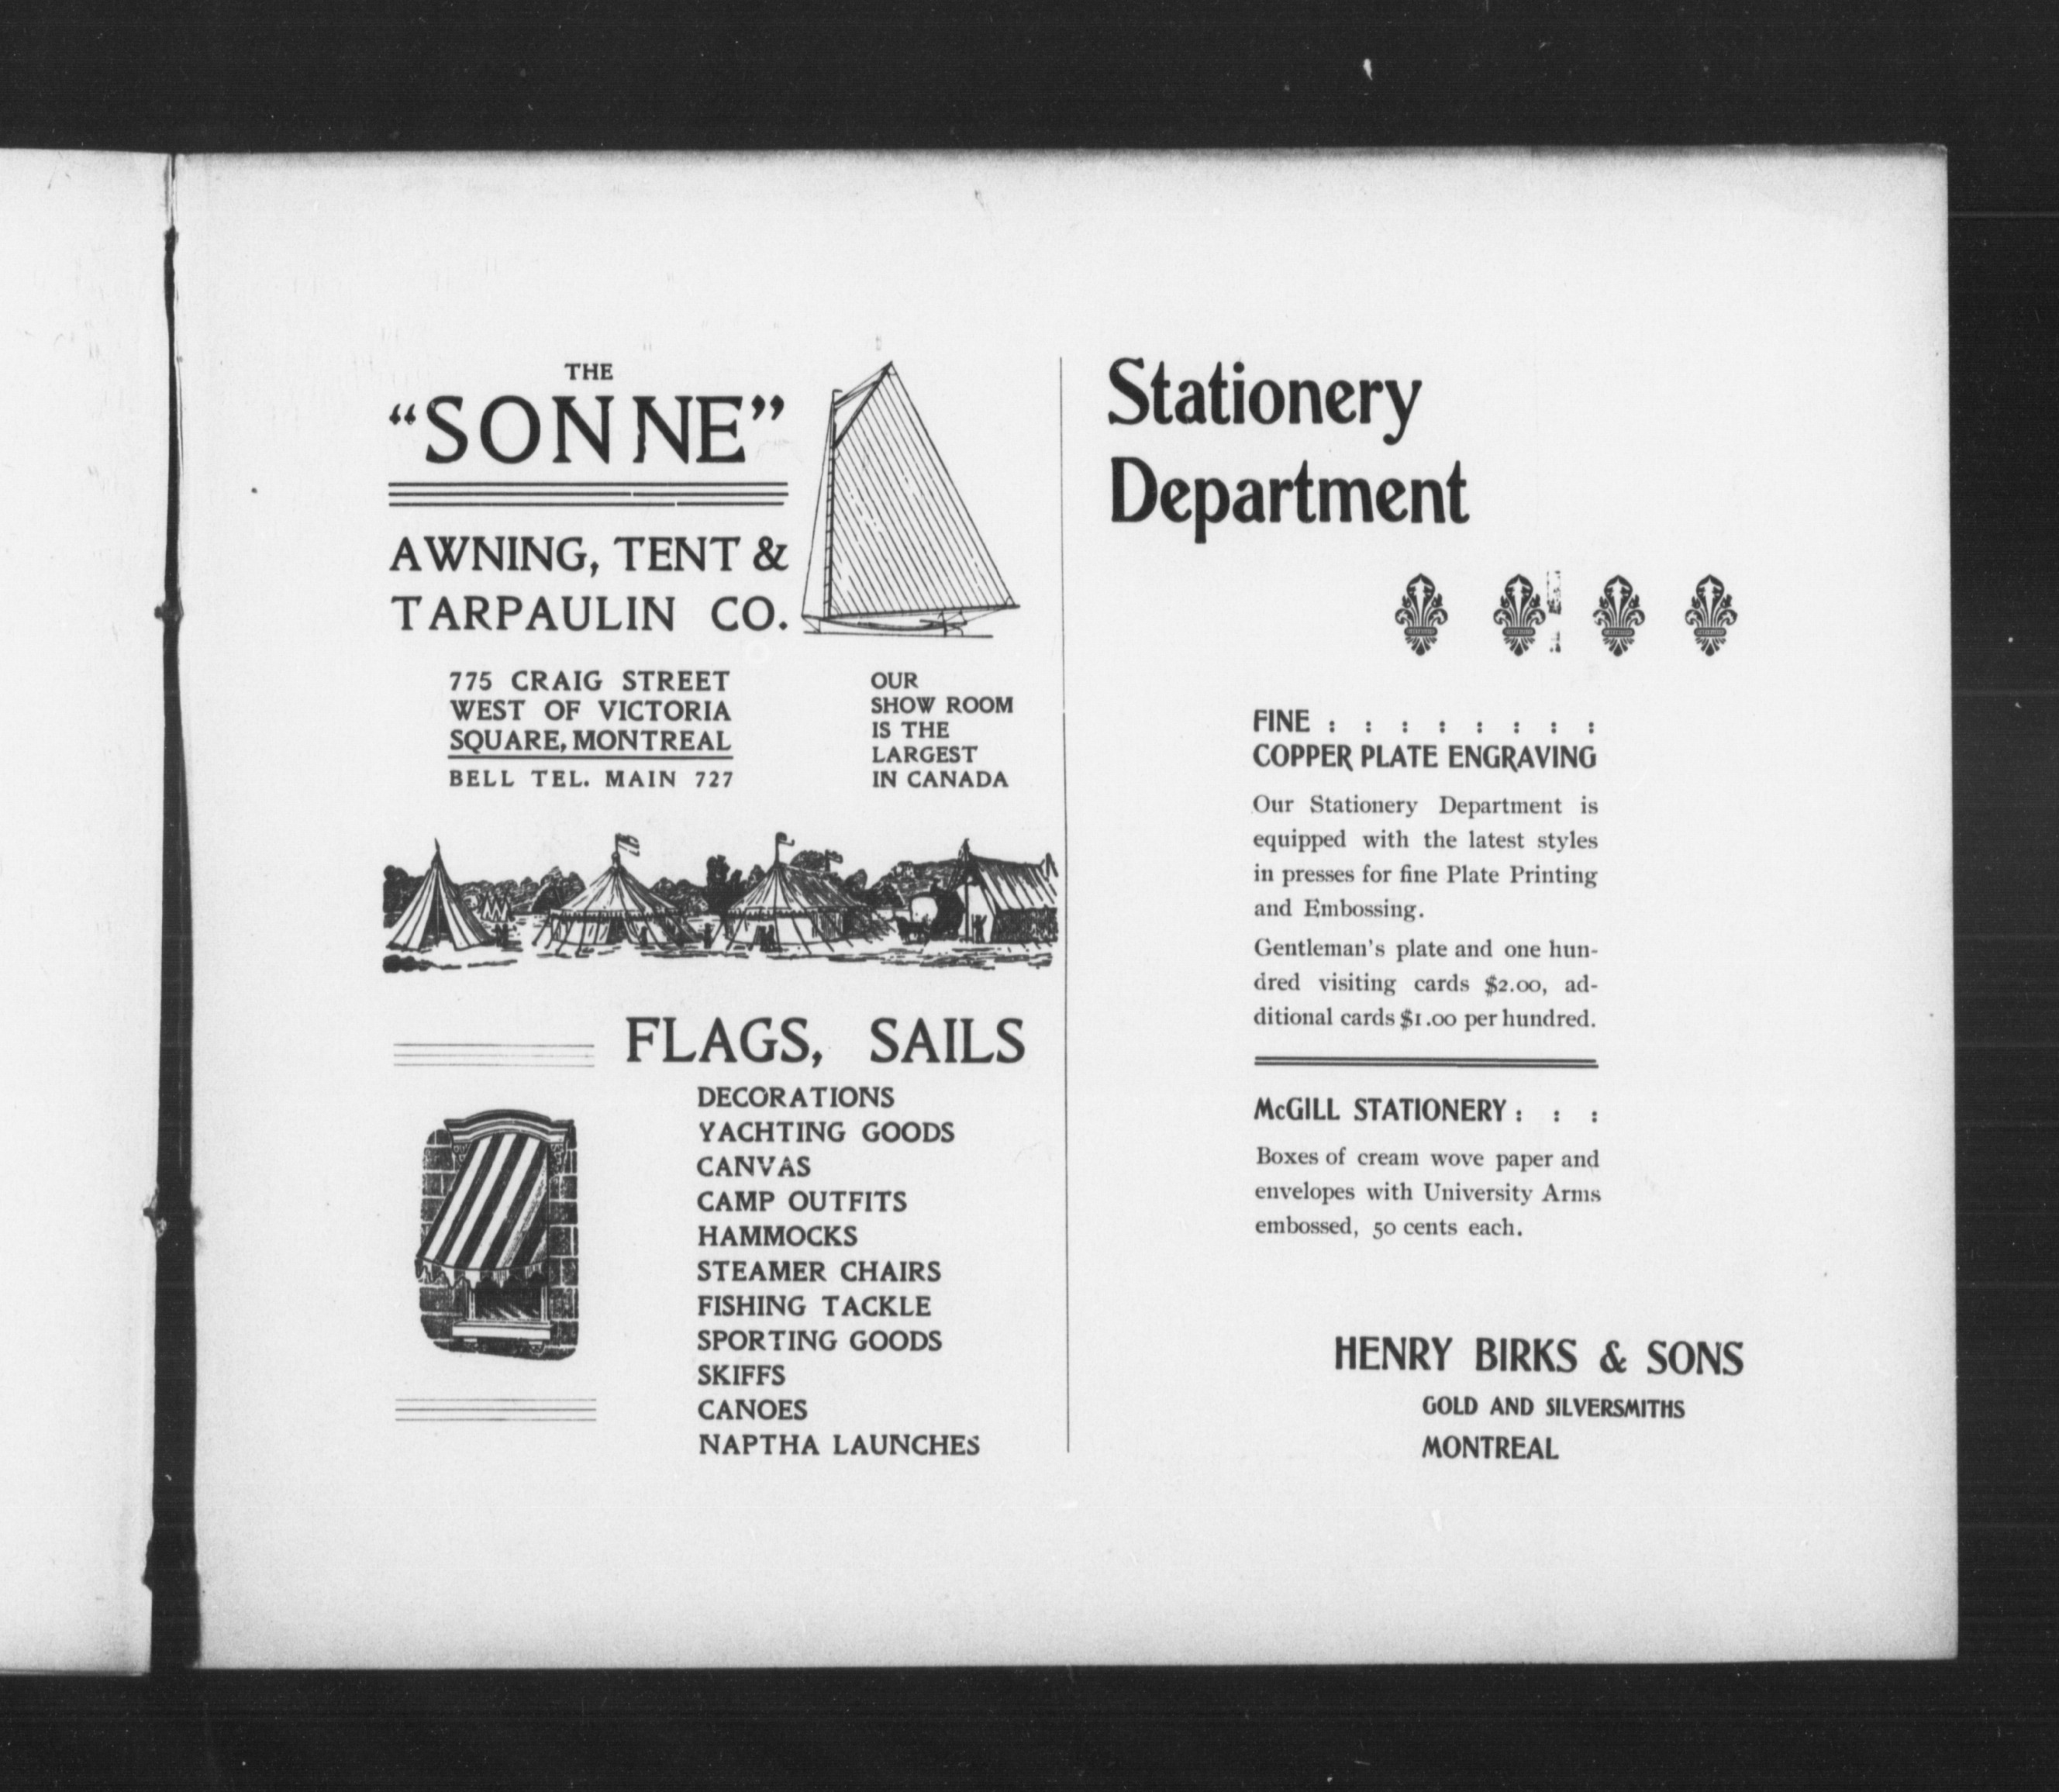 THE
“SONNE”
AWNING, TENT &
TARPAULIN CO.
775 CRAIG STREET
WEST OF VICTORIA
SQUARE, MONTREAL
BELL TEL. MAIN 727
OUR
SHOW ROOM
IS THE
LARGEST
IN CANADA
FLAGS, SAILS
DECORATIONS
YACHTING GOODS
CANVAS
CAMP OUTFITS
HAMMOCKS
STEAMER CHAIRS
FISHING TACKLE
SPORTING GOODS
SKIFFS
CANOES
NAPTHA LAUNCHES
Stationery
Department
FINE : : : : : : : :
COPPER PLATE ENGRAVING
Our Stationery Department is
equipped with the latest styles
in presses for fine Plate Printing
and Embossing.
Gentleman's plate and one hun-
dred visiting cards $2.00, ad-
ditional cards $1.00 per hundred.
McGILL STATIONERY : : :
Boxes of cream wove paper and
envelopes with University Arms
embossed, 50 cents each.
HENRY BIRKS & SONS
GOLD AND SILVERSMITHS
MONTREAL